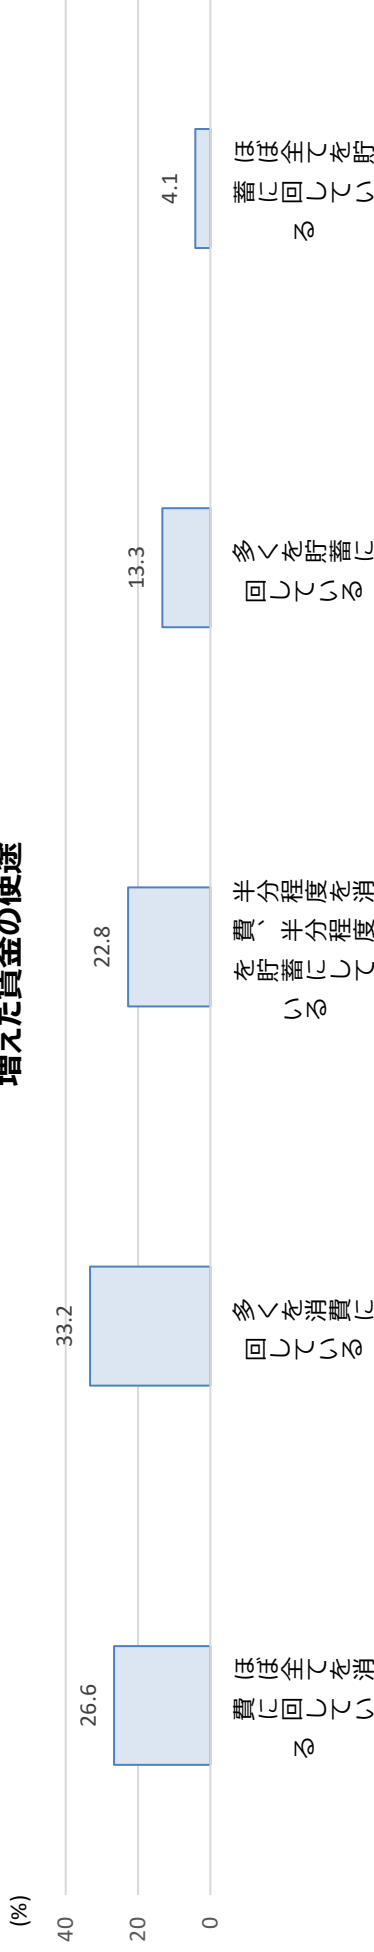 増えた賃金の使途
(%)
40
20
0
26.6
33.2
22.8
13.3
4.1
ほぼ全てを消
費に回してい
る
多くを消費に
回している
半分程度を消
費、半分程度
を貯蓄にして
いる
多くを貯蓄に
回している
ほぼ全てを貯
蓄に回してい
る